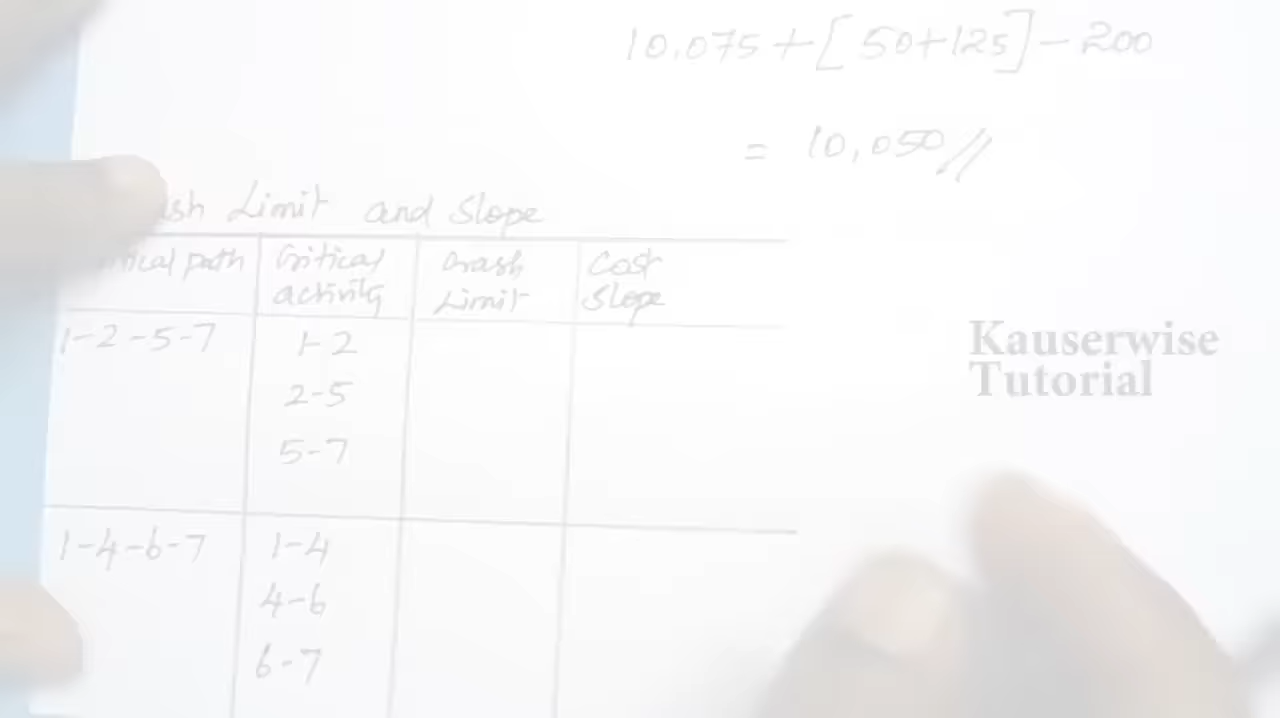 10,075 + [50+125] - 200
= 10,050 //
Limit and Slope
path Critical activity Crash Limit Cost Slope
1-2-5-7 1-2
2-5
5-7
1-4-6-7 1-4
4-6
6-7
Kauserwise
Tutorial